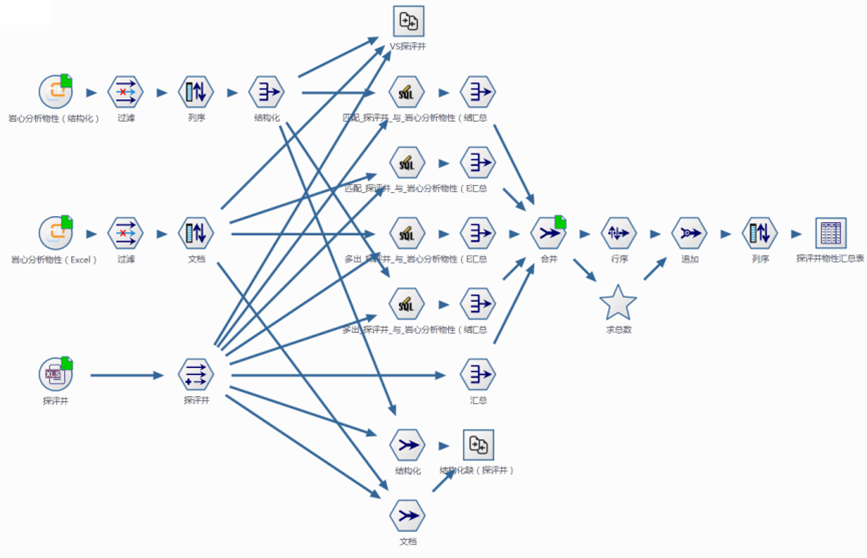 VS探评井
岩心分析物性（结构化）
过滤
列序
结构化
匹配_探评井_与_岩心分析物性（结汇总
匹配_探评井_与_岩心分析物性（E汇总
岩心分析物性（Excel）
过滤
文档
多出_探评井_与_岩心分析物性（E汇总
合并
行序
追加
列序
探评井物性汇总表
SQL
SQL
SQL
SQL
多出_探评井_与_岩心分析物性（结汇总
求总数
XLS
探评井
探评井
汇总
结构化
结构化缺（探评井）
文档